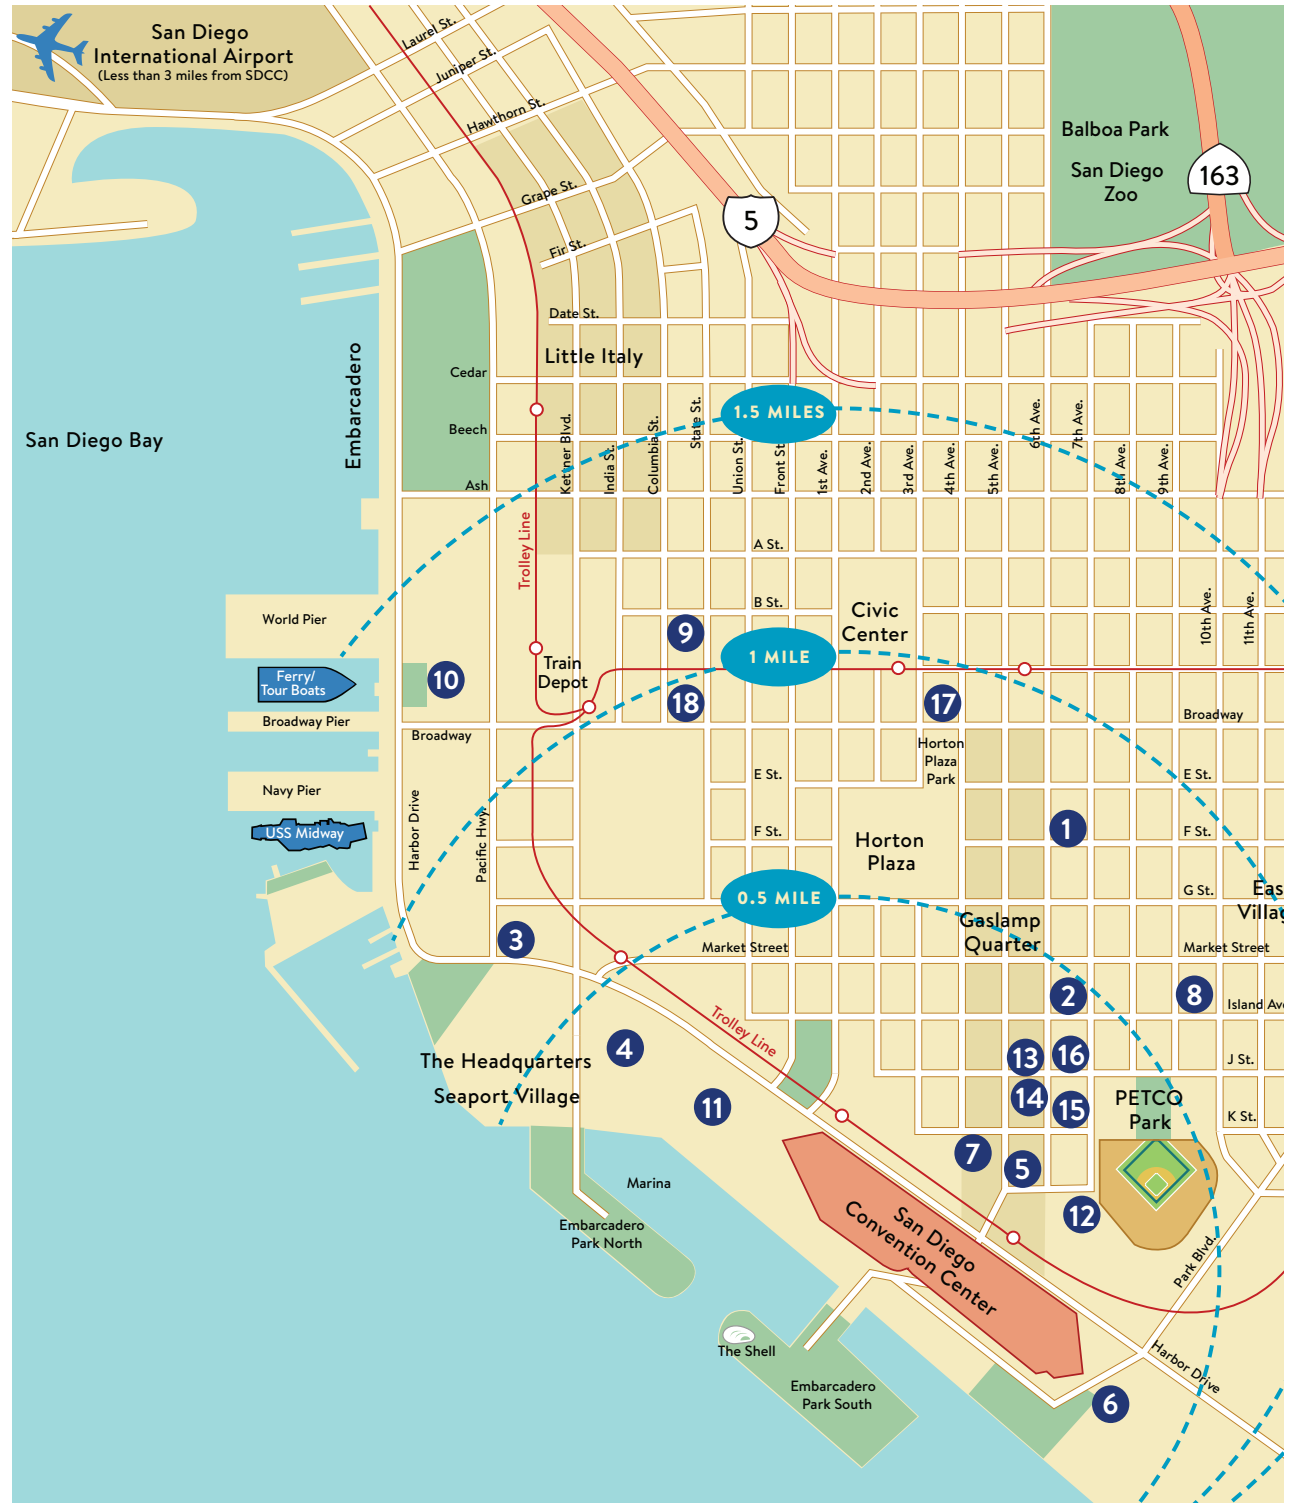 San Diego
International Airport
(Less than 3 miles from SDCC)
Laurel St.
Juniper St.
Hawthorn St.
Grape St.
Fir St.
Date St.
Balboa Park
San Diego
Zoo
163
5
Little Italy
Embarcadero
San Diego Bay
Cedar
Beech
Ash
1.5 MILES
Kettner Blvd.
India St.
Columbia St.
State St.
Union St.
Front St.
1st Ave.
2nd Ave.
3rd Ave.
4th Ave.
5th Ave.
6th Ave.
7th Ave.
8th Ave.
9th Ave.
10th Ave.
11th Ave.
Trolley Line
A St.
B St.
Civic
Center
World Pier
9
1 MILE
Train
Depot
Ferry/
Tour Boats
10
18
17
Broadway Pier
Broadway
Broadway
Horton
Plaza
Park
Navy Pier
E St.
E St.
USS Midway
Harbor Drive
Pacific Hwy.
F St.
1
F St.
Horton
Plaza
G St.
Eas
Villag
0.5 MILE
Gaslamp
Quarter
3
Market Street
Market Street
2
8
Island Ave
Trolley Line
4
The Headquarters
Seaport Village
13
16
J St.
14
15
11
PETCO
Park
K St.
7
5
Marina
12
Embarcadero
Park North
San Diego
Convention Center
Park Blvd.
The Shell
Harbor Drive
Embarcadero
Park South
6